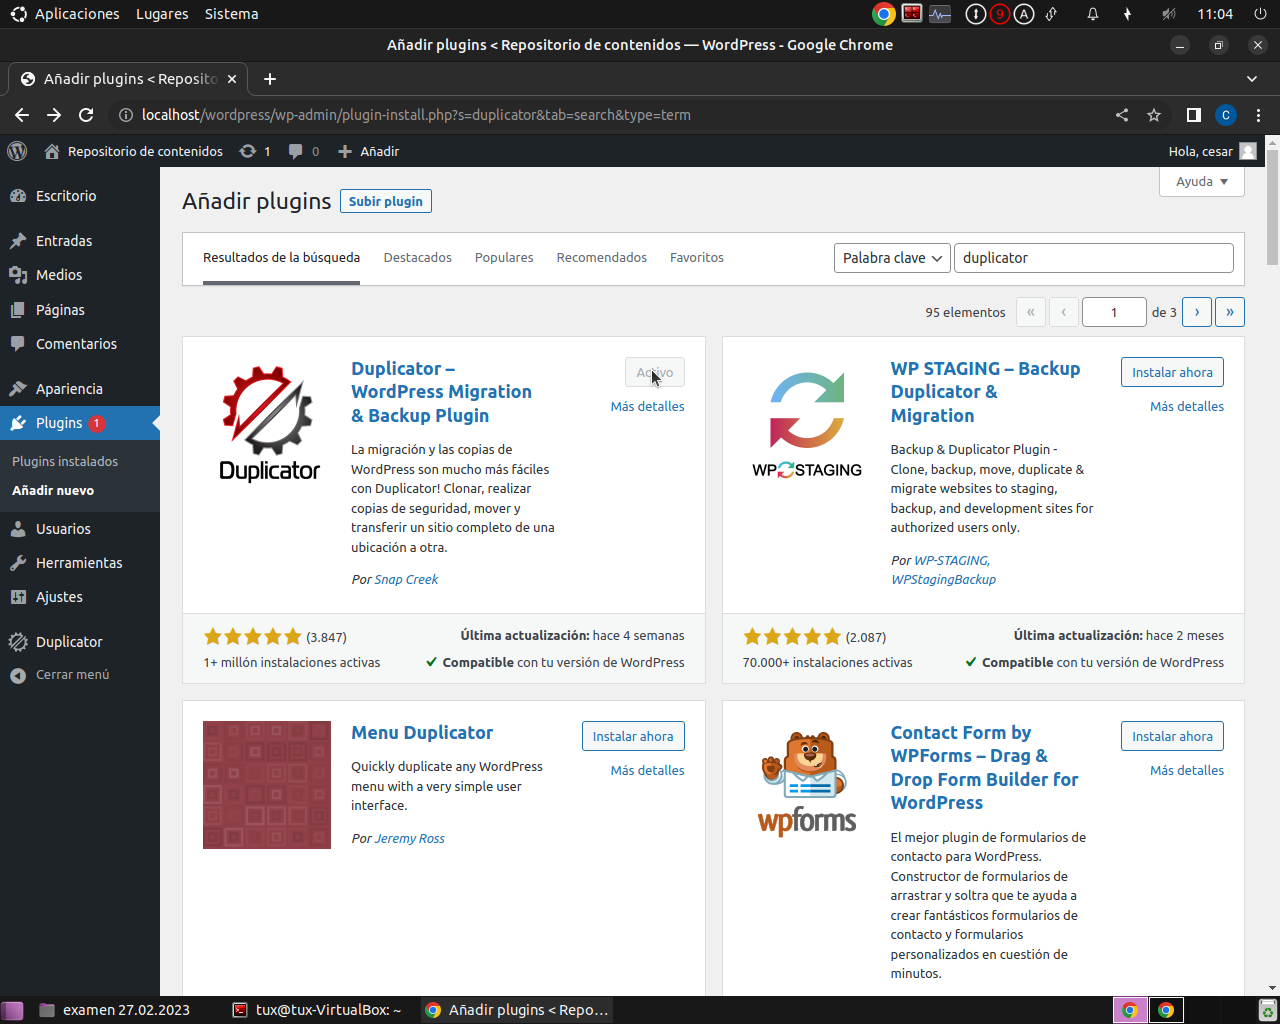 Aplicaciones Lugares Sistema 9 A 11:04
Añadir plugins < Repositorio de contenidos — WordPress - Google Chrome
Añadir plugins < Reposito
localhost/wordpress/wp-admin/plugin-install.php?s=duplicator&tab=search&type=term C
Repositorio de contenidos 1 0 Añadir Hola, cesar
Escritorio
Entradas
Medios
Páginas
Comentarios
Apariencia
Plugins 1
Plugins instalados
Añadir nuevo
Usuarios
Herramientas
Ajustes
Duplicator
Cerrar menú
Ayuda
Añadir plugins Subir plugin
Resultados de la búsqueda Destacados Populares Recomendados Favoritos Palabra clave duplicator
95 elementos « ‹ 1 de 3 › »
Duplicator
Duplicator –
WordPress Migration
& Backup Plugin
Activo
Más detalles
La migración y las copias de
WordPress son mucho más fáciles
con Duplicator! Clonar, realizar
copias de seguridad, mover y
transferir un sitio completo de una
ubicación a otra.
Por Snap Creek
(3.847) Última actualización: hace 4 semanas
1+ millón instalaciones activas Compatible con tu versión de WordPress
WP STAGING
WP STAGING – Backup
Duplicator &
Migration
Instalar ahora
Más detalles
Backup & Duplicator Plugin -
Clone, backup, move, duplicate &
migrate websites to staging,
backup, and development sites for
authorized users only.
Por WP-STAGING,
WPStagingBackup
(2.087) Última actualización: hace 2 meses
70.000+ instalaciones activas Compatible con tu versión de WordPress
Menu Duplicator
Instalar ahora
Más detalles
Quickly duplicate any WordPress
menu with a very simple user
interface.
Por Jeremy Ross
wpforms
Contact Form by
WPForms – Drag &
Drop Form Builder for
WordPress
Instalar ahora
Más detalles
El mejor plugin de formularios de
contacto para WordPress.
Constructor de formularios de
arrastrar y soltra que te ayuda a
crear fantásticos formularios de
contacto y formularios
personalizados en cuestión de
minutos.
examen 27.02.2023 tux@tux-VirtualBox: ~ Añadir plugins < Repo…